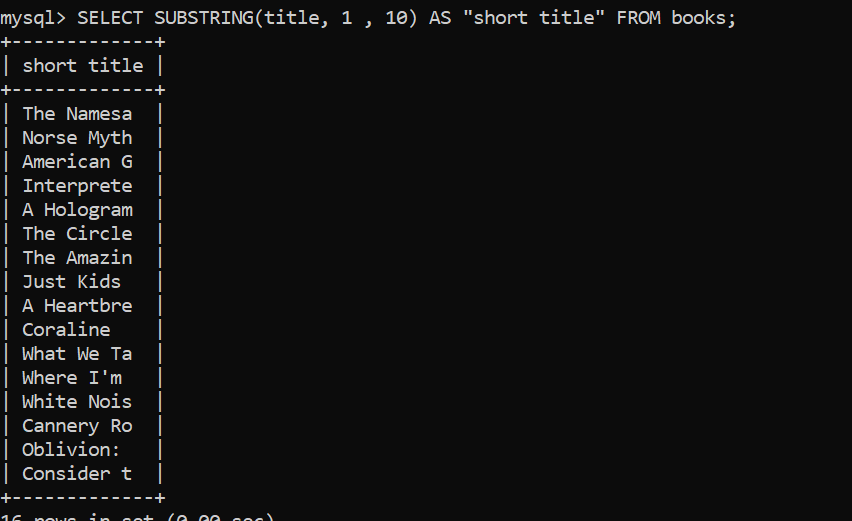 mysql> SELECT SUBSTRING(title, 1 , 10) AS "short title" FROM books;
+-------------+
| short title |
+-------------+
| The Namesa  |
| Norse Myth  |
| American G  |
| Interprete  |
| A Hologram  |
| The Circle  |
| The Amazin  |
| Just Kids   |
| A Heartbre  |
| Coraline    |
| What We Ta  |
| Where I'm   |
| White Nois  |
| Cannery Ro  |
| Oblivion:   |
| Consider t  |
+-------------+
16 rows in set (0.00 sec)